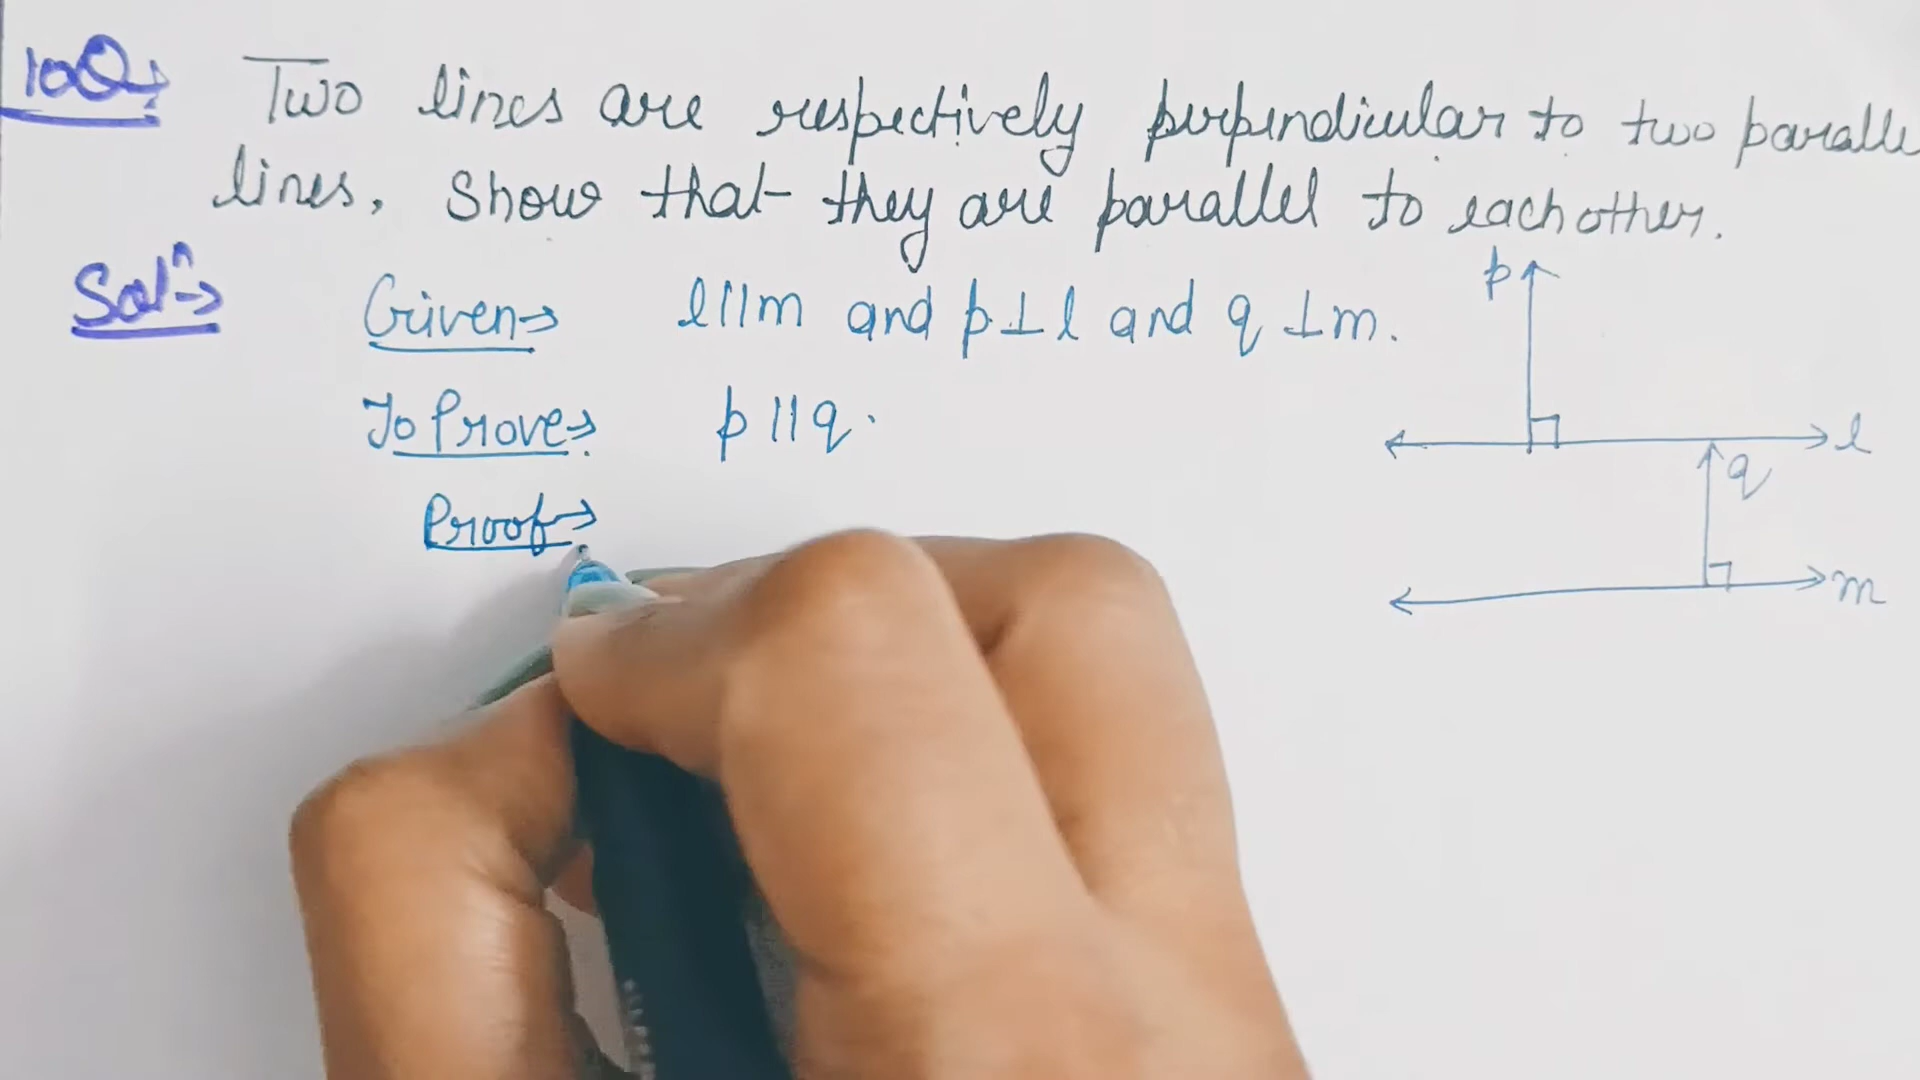 10Q→ Two lines are respectively perpendicular to two paralle
lines. Show that they are parallel to each other.
Solⁿ→ Given→ l||m and p⊥l and q⊥m.
To Prove→ p||q.
Proof→
p
l
q
m